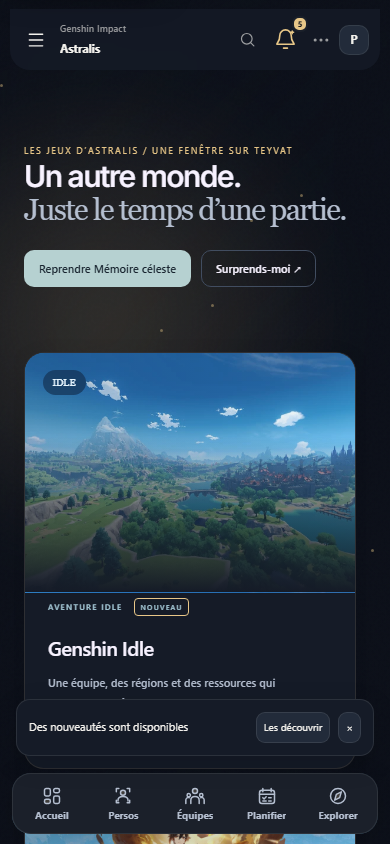 Genshin Impact
Astralis
5
P
LES JEUX D'ASTRALIS / UNE FENÊTRE SUR TEYVAT
Un autre monde.
Juste le temps d’une partie.
Reprendre Mémoire céleste
Surprends-moi ↗
IDLE
AVENTURE IDLE
NOUVEAU
Genshin Idle
Une équipe, des régions et des ressources qui
Des nouveautés sont disponibles
Les découvrir
×
Accueil
Persos
Équipes
Planifier
Explorer